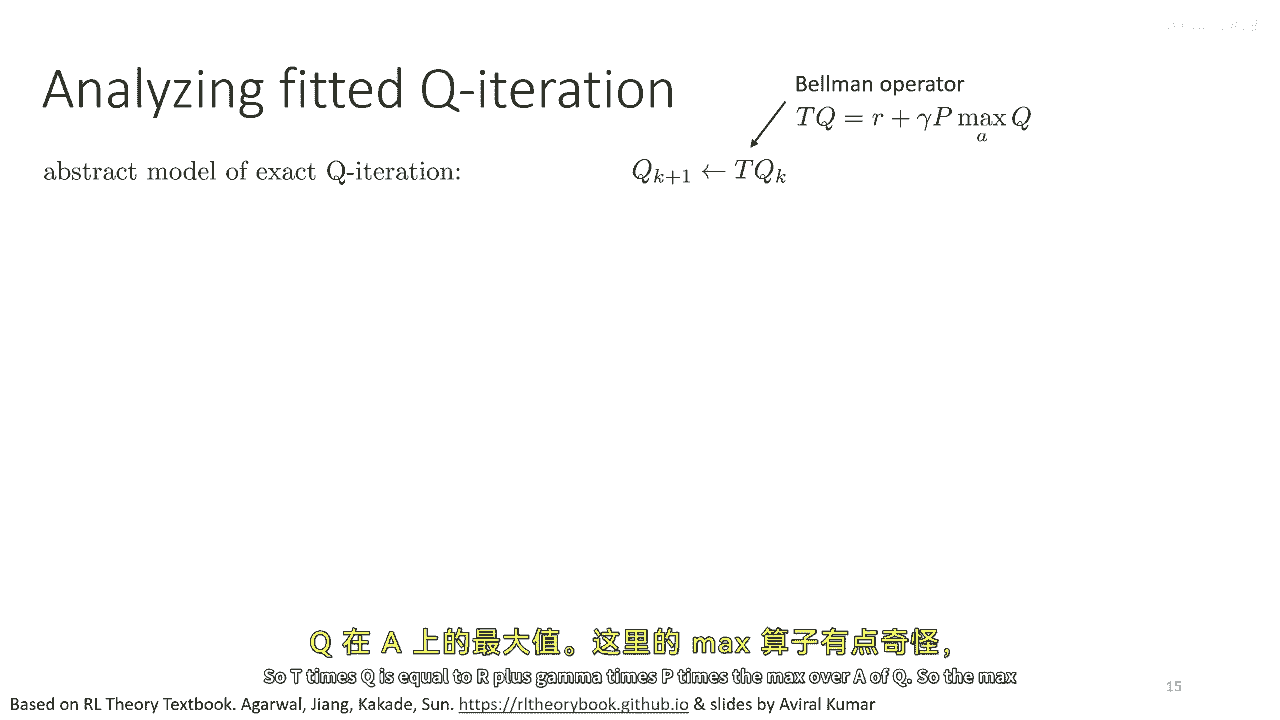 Analyzing fitted Q-iteration
Bellman operator
TQ = r + γP max_a Q
abstract model of exact Q-iteration:
Q_{k+1} ← TQ_k
Q 在 A 上的最大值。这里的 max 算子有点奇怪，
So T times Q is equal to R plus gamma times P times the max over A of Q. So the max
15
Based on RL Theory Textbook. Agarwal, Jiang, Kakade, Sun. https://rltheorybook.github.io & slides by Aviral Kumar